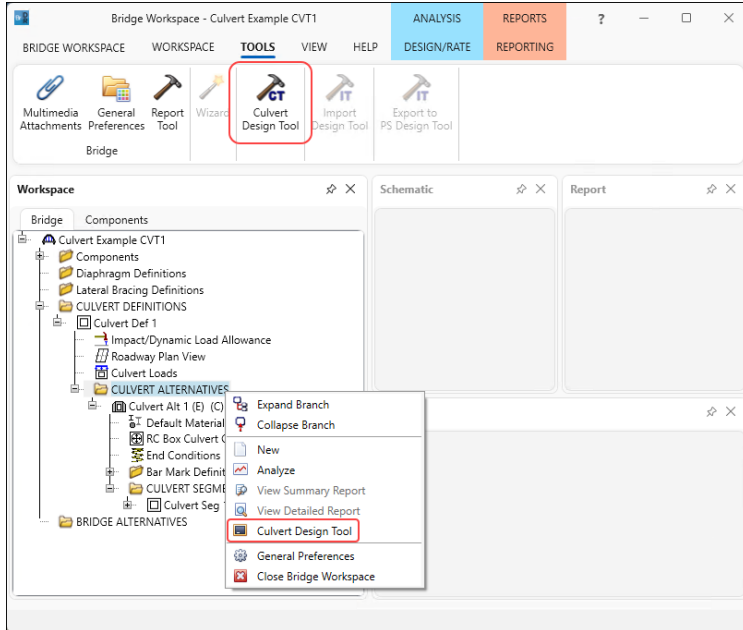 Bridge Workspace - Culvert Example CVT1
ANALYSIS
REPORTS
?
BRIDGE WORKSPACE
WORKSPACE
TOOLS
VIEW
HELP
DESIGN/RATE
REPORTING
Multimedia
Attachments
General
Preferences
Report
Tool
Wizard
CT
Culvert
Design Tool
IT
Import
Design Tool
IT
Export to
PS Design Tool
Bridge
Workspace
Schematic
Report
Bridge
Components
Culvert Example CVT1
Components
Diaphragm Definitions
Lateral Bracing Definitions
CULVERT DEFINITIONS
Culvert Def 1
Impact/Dynamic Load Allowance
Roadway Plan View
Culvert Loads
CULVERT ALTERNATIVES
Culvert Alt 1 (E) (C)
Default Material
RC Box Culvert
End Conditions
Bar Mark Definit
CULVERT SEGME
Culvert Seg
BRIDGE ALTERNATIVES
Expand Branch
Collapse Branch
New
Analyze
View Summary Report
View Detailed Report
Culvert Design Tool
General Preferences
Close Bridge Workspace